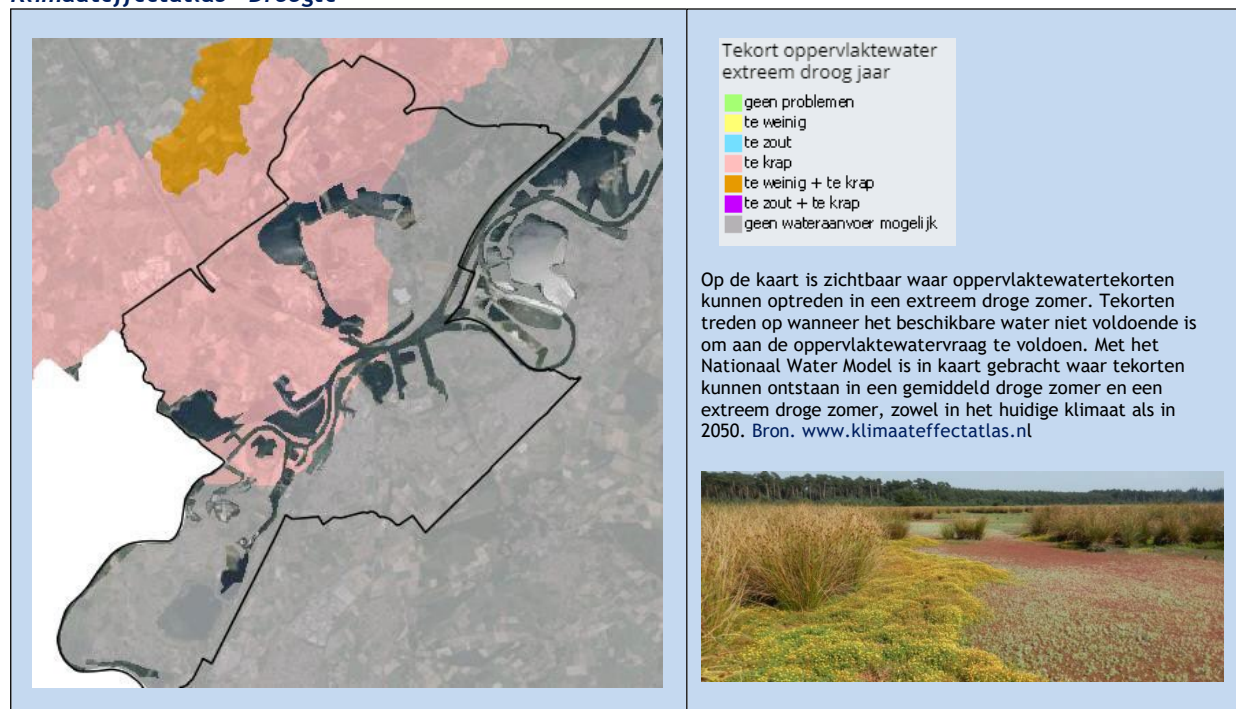 Klimaateffectatlas - Droogte
Tekort oppervlaktewater
extreem droog jaar
geen problemen
te weinig
te zout
te krap
te weinig + te krap
te zout + te krap
geen wateraanvoer mogelijk
Op de kaart is zichtbaar waar oppervlaktewatertekorten
kunnen optreden in een extreem droge zomer. Tekorten
treden op wanneer het beschikbare water niet voldoende is
om aan de oppervlaktewatervraag te voldoen. Met het
Nationaal Water Model is in kaart gebracht waar tekorten
kunnen ontstaan in een gemiddeld droge zomer en een
extreem droge zomer, zowel in het huidige klimaat als in
2050. Bron. www.klimaateffectatlas.nl